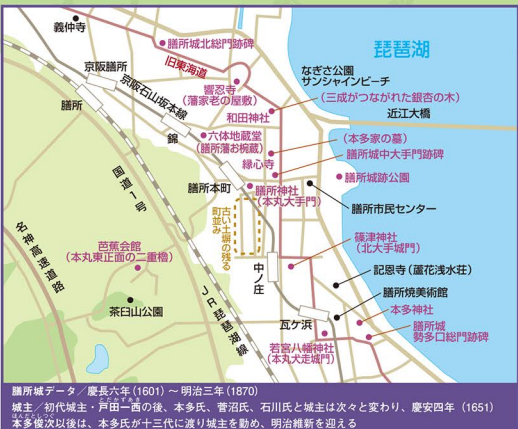 義仲寺
膳所城北総門跡碑
琵琶湖
京阪膳所
旧東海道
なぎさ公園
サンシャインビーチ
膳所
京阪石山坂本線
響忍寺
(藩家老の屋敷)
(三成がつながれた銀杏の木)
和田神社
近江大橋
錦
六体地蔵堂
(膳所藩お椀蔵)
(本多家の墓)
縁心寺
膳所城中大手門跡碑
国道1号
膳所本町
膳所神社
(本丸大手門)
膳所城跡公園
膳所市民センター
名神高速道路
古い土塀の残る
町並み
芭蕉会館
(本丸東正面の二重櫓)
篠津神社
(北大手城門)
中ノ庄
記恩寺(蘆花浅水荘)
茶臼山公園
JR琵琶湖線
膳所焼美術館
瓦ケ浜
本多神社
膳所城
勢多口総門跡碑
若宮八幡神社
(本丸犬走城門)
膳所城データ/慶長六年(1601)~明治三年(1870)
とだかずあき
城主/初代城主・戸田一西の後、本多氏、菅沼氏、石川氏と城主は次々と変わり、慶安四年(1651)
ほんだとしつぐ
本多俊次以後は、本多氏が十三代に渡り城主を勤め、明治維新を迎える